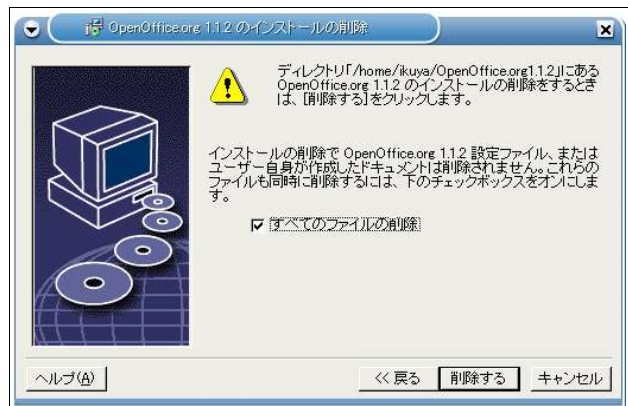 OpenOffice.org 1.1.2 のインストールの削除
ディレクトリ「/home/ikuya/OpenOffice.org1.1.2」にある
OpenOffice.org 1.1.2 のインストールの削除をするとき
は、[削除する]をクリックします。
インストールの削除で OpenOffice.org 1.1.2 設定ファイル、または
ユーザー自身が作成したドキュメントは削除されません。これらの
ファイルも同時に削除するには、下のチェックボックスをオンにしま
す。
すべてのファイルの削除
ヘルプ(A)
<< 戻る
削除する
キャンセル